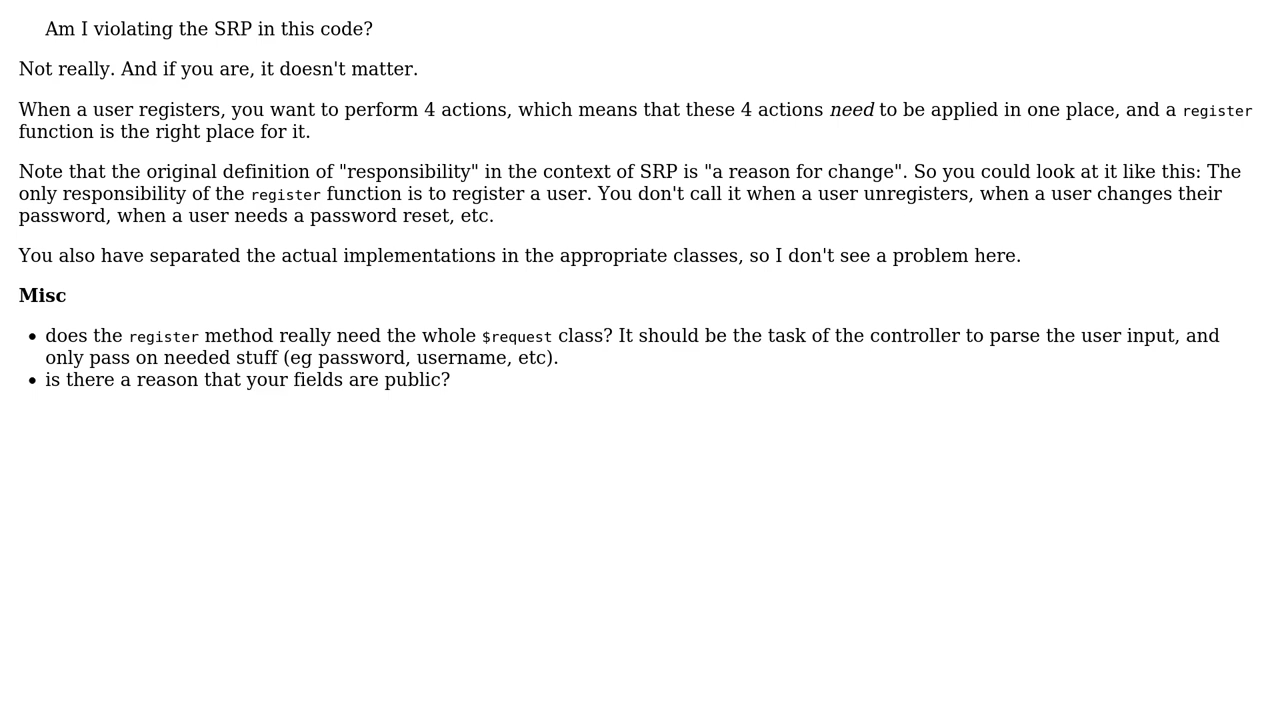 Am I violating the SRP in this code?
Not really. And if you are, it doesn't matter.
When a user registers, you want to perform 4 actions, which means that these 4 actions need to be applied in one place, and a register
function is the right place for it.
Note that the original definition of "responsibility" in the context of SRP is "a reason for change". So you could look at it like this: The
only responsibility of the register function is to register a user. You don't call it when a user unregisters, when a user changes their
password, when a user needs a password reset, etc.
You also have separated the actual implementations in the appropriate classes, so I don't see a problem here.
Misc
• does the register method really need the whole $request class? It should be the task of the controller to parse the user input, and
only pass on needed stuff (eg password, username, etc).
• is there a reason that your fields are public?